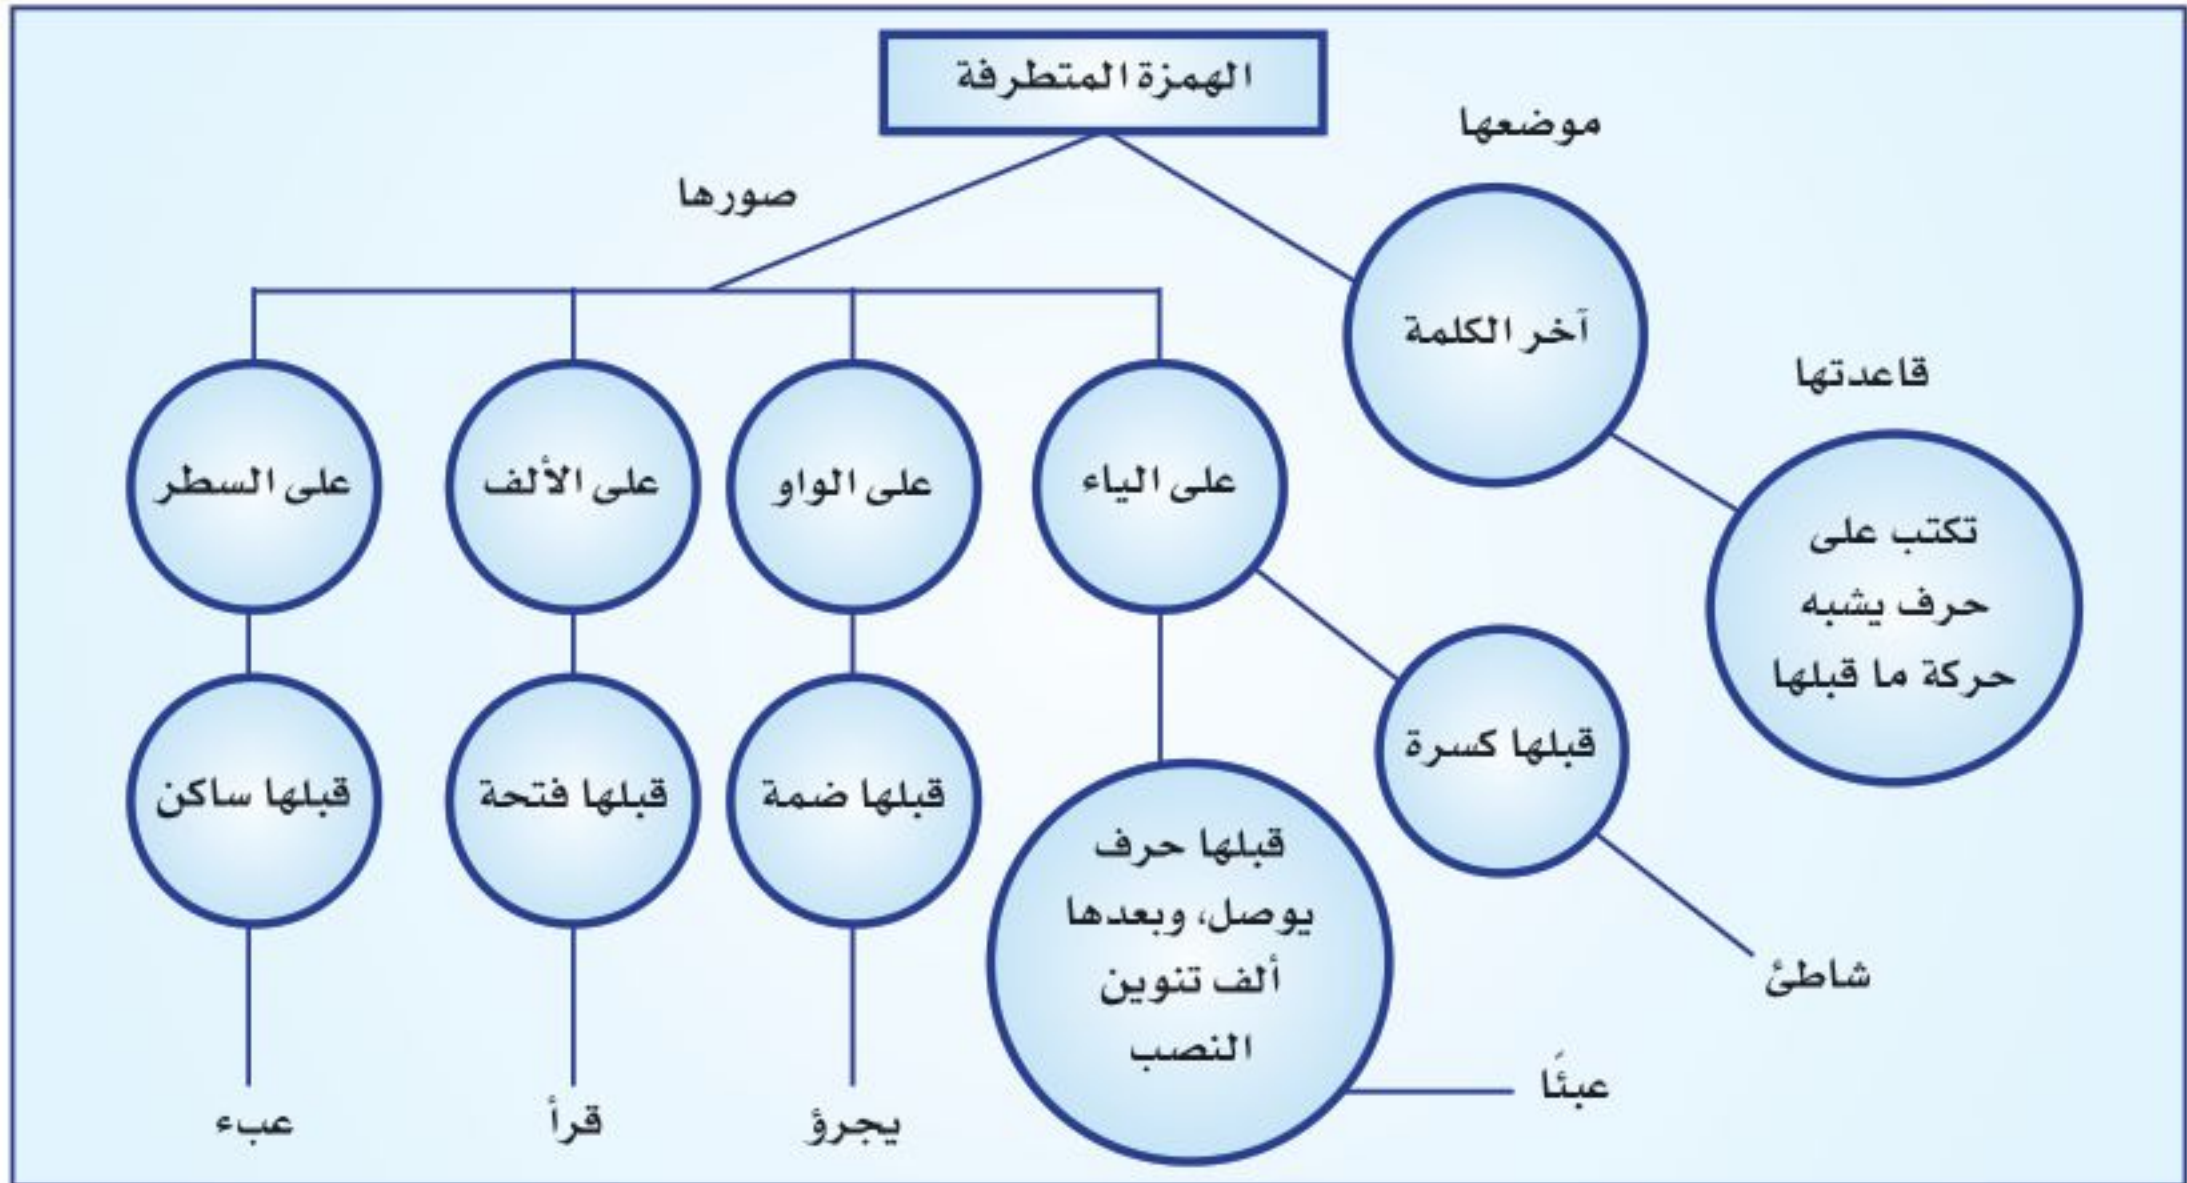 الهمزة المتطرفة
موضعها
آخر الكلمة
قاعدتها
تكتب على
حرف يشبه
حركة ما قبلها
صورها
على الياء
على الواو
على الألف
على السطر
قبلها كسرة
شاطئ
قبلها حرف
يوصل، وبعدها
ألف تنوين
النصب
عبئًا
قبلها ضمة
يجرؤ
قبلها فتحة
قرأ
قبلها ساكن
عبء